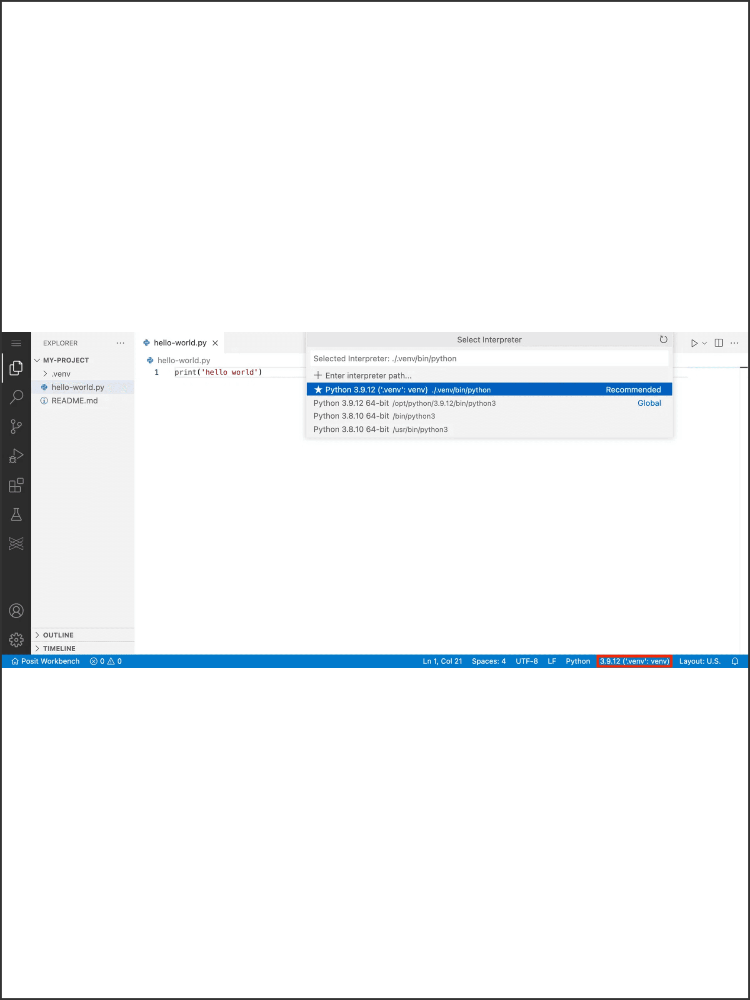 EXPLORER
MY-PROJECT
.venv
hello-world.py
README.md
OUTLINE
TIMELINE
hello-world.py
hello-world.py
1 print('hello world')
Select Interpreter
Selected Interpreter: ./.venv/bin/python
Enter interpreter path...
Python 3.9.12 ('.venv': venv) ./.venv/bin/python Recommended
Python 3.9.12 64-bit /opt/python/3.9.12/bin/python3 Global
Python 3.8.10 64-bit /bin/python3
Python 3.8.10 64-bit /usr/bin/python3
Posit Workbench 0 0 Ln 1, Col 21 Spaces: 4 UTF-8 LF Python 3.9.12 ('.venv': venv) Layout: U.S.